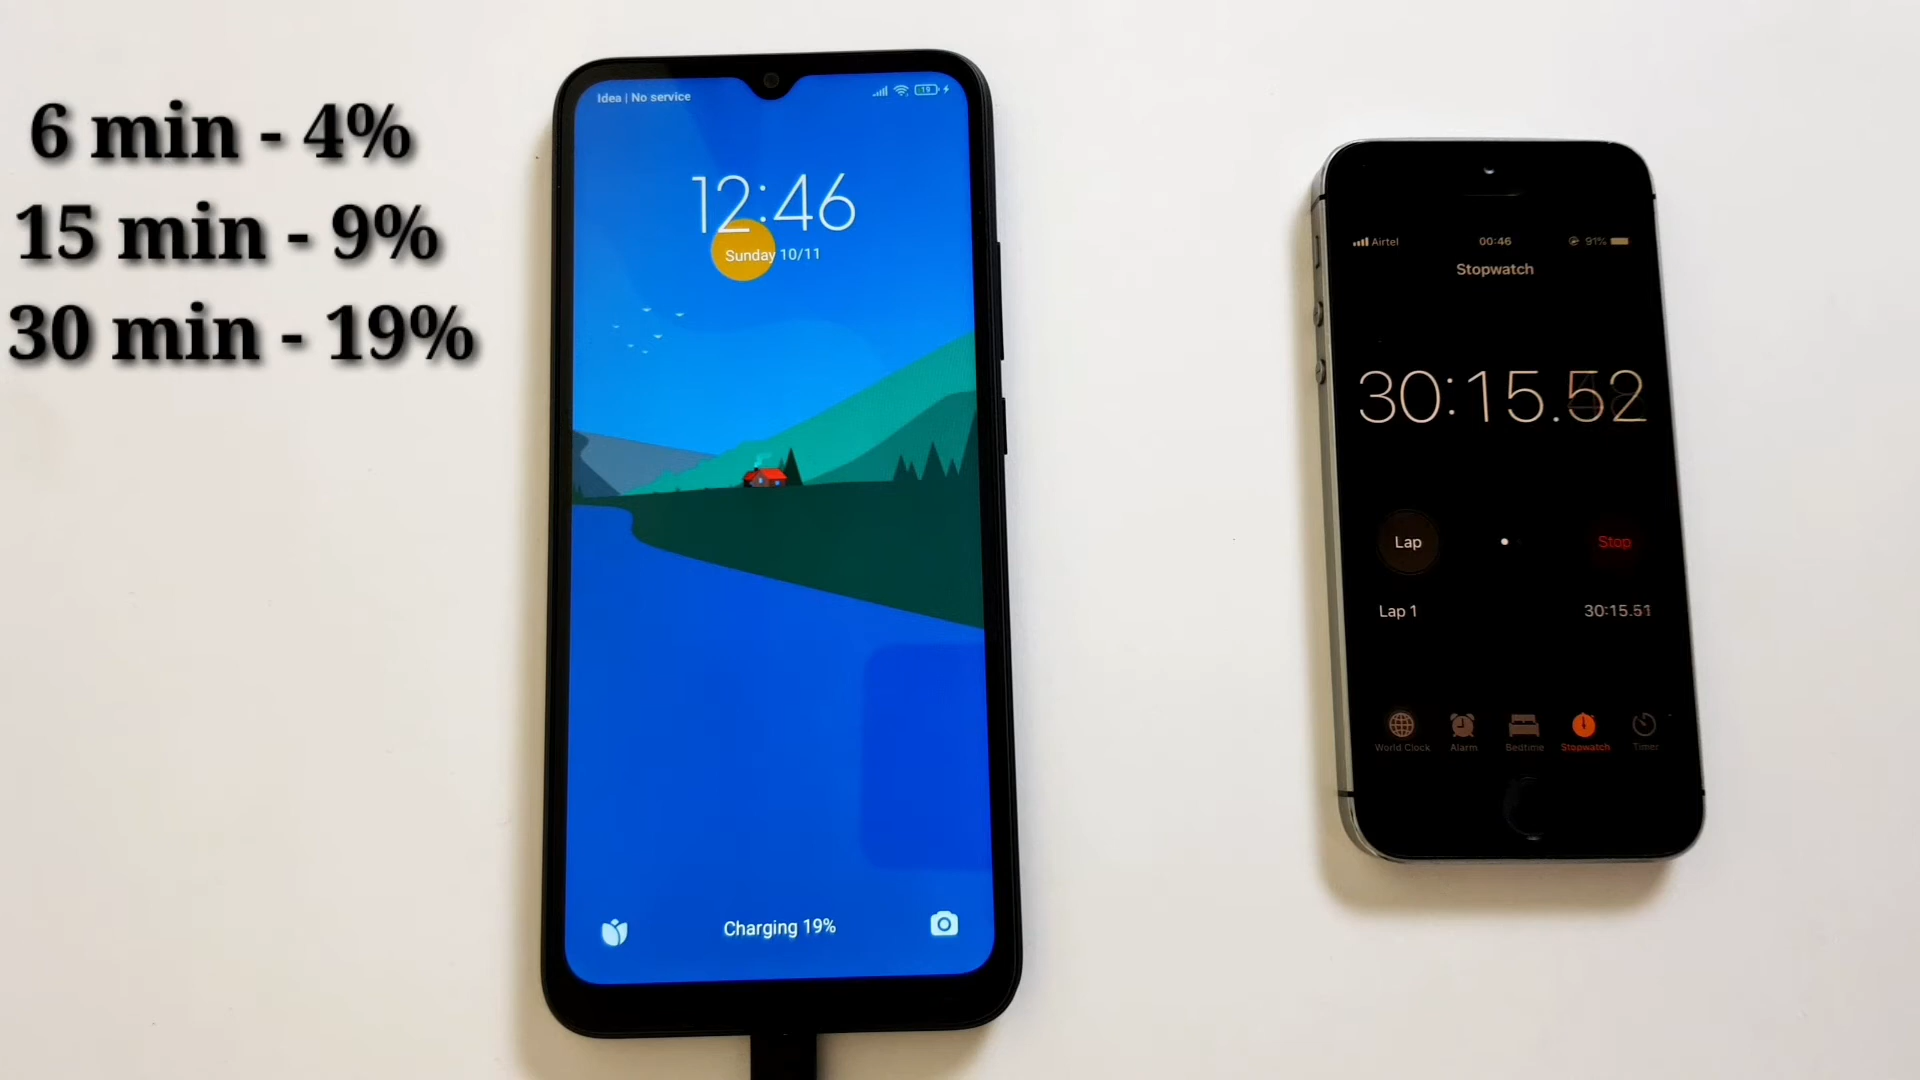 6 min - 4%
15 min - 9%
30 min - 19%
Idea | No service
19
12:46
Sunday 10/11
Charging 19%
Airtel
00:46
91%
Stopwatch
30:15.52
Lap
Stop
Lap 1
30:15.51
World Clock
Alarm
Bedtime
Stopwatch
Timer